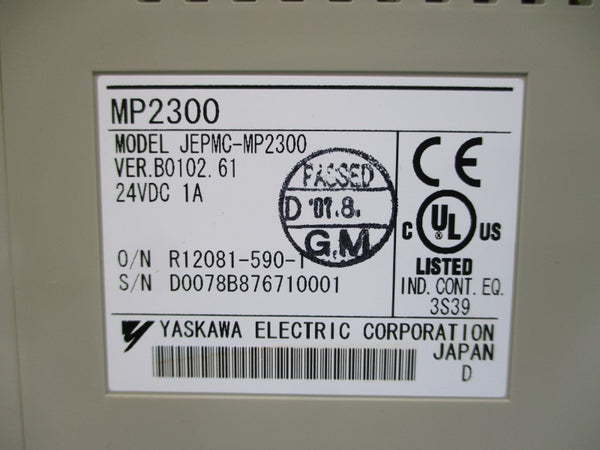 MP2300
MODEL JEPMC-MP2300
VER.B0102.61
24VDC 1A
PASSED
D '07.8.
G.M
O/N R12081-590-1
S/N D0078B876710001
CE
C UL US
LISTED
IND. CONT. EQ.
3S39
YASKAWA ELECTRIC CORPORATION
JAPAN
D